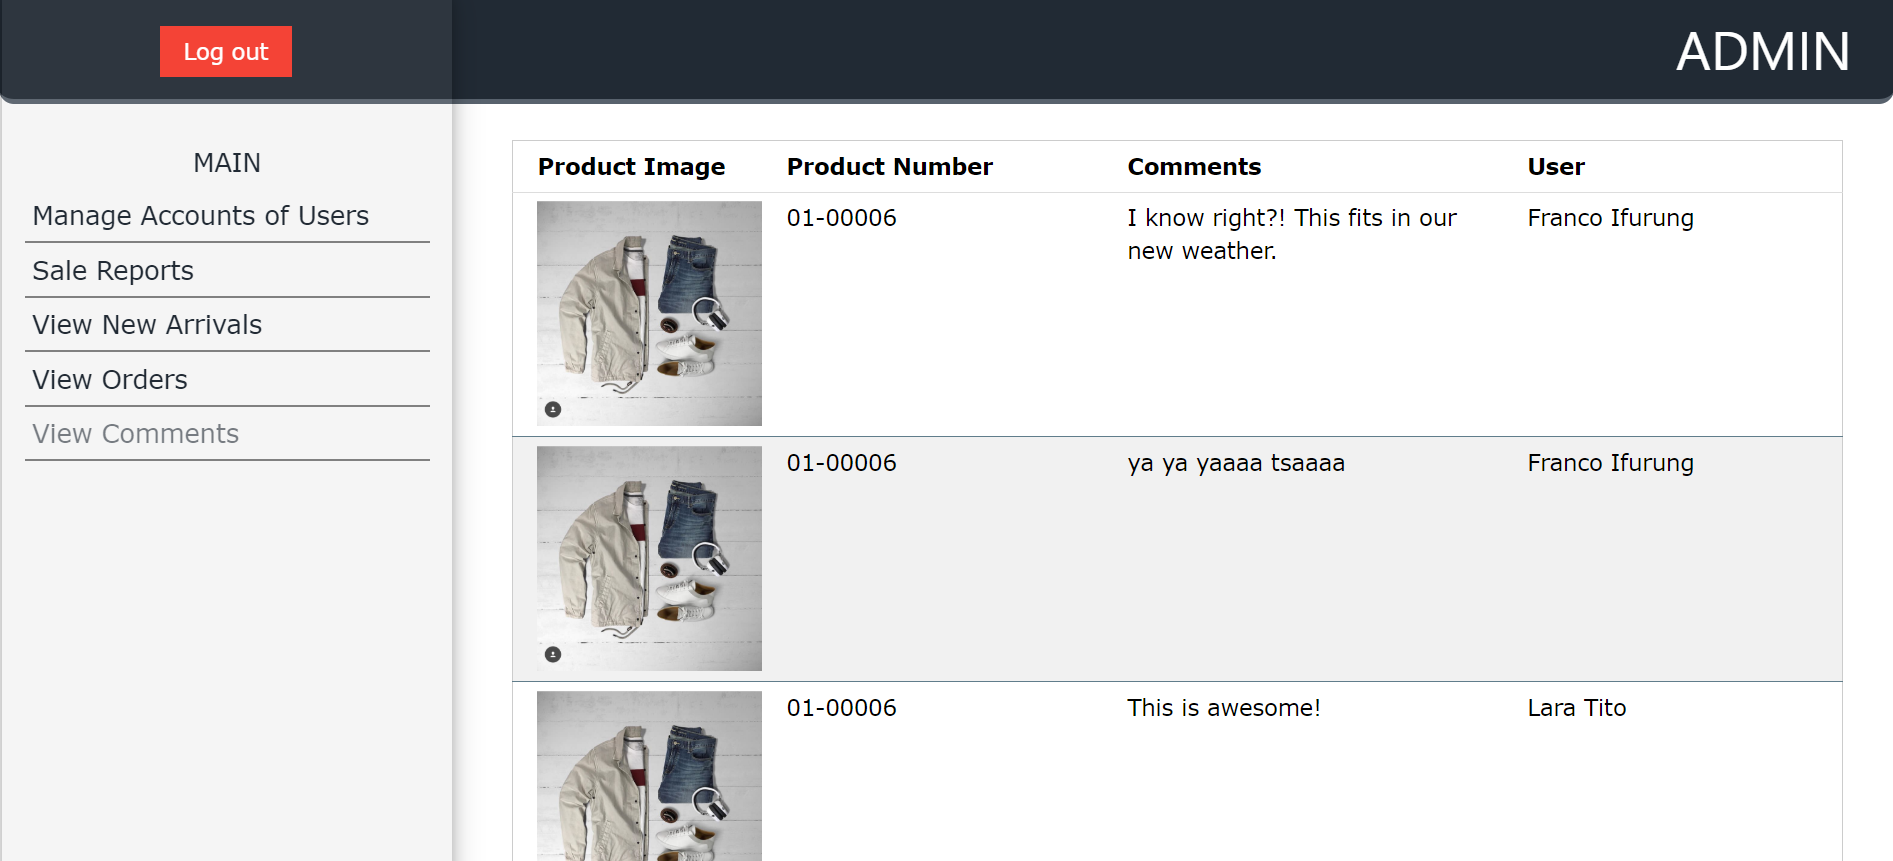 Log out
ADMIN
MAIN
Manage Accounts of Users
Sale Reports
View New Arrivals
View Orders
View Comments
Product Image Product Number Comments User
01-00006 I know right?! This fits in our Franco Ifurung
new weather.
01-00006 ya ya yaaaa tsaaaa Franco Ifurung
01-00006 This is awesome! Lara Tito